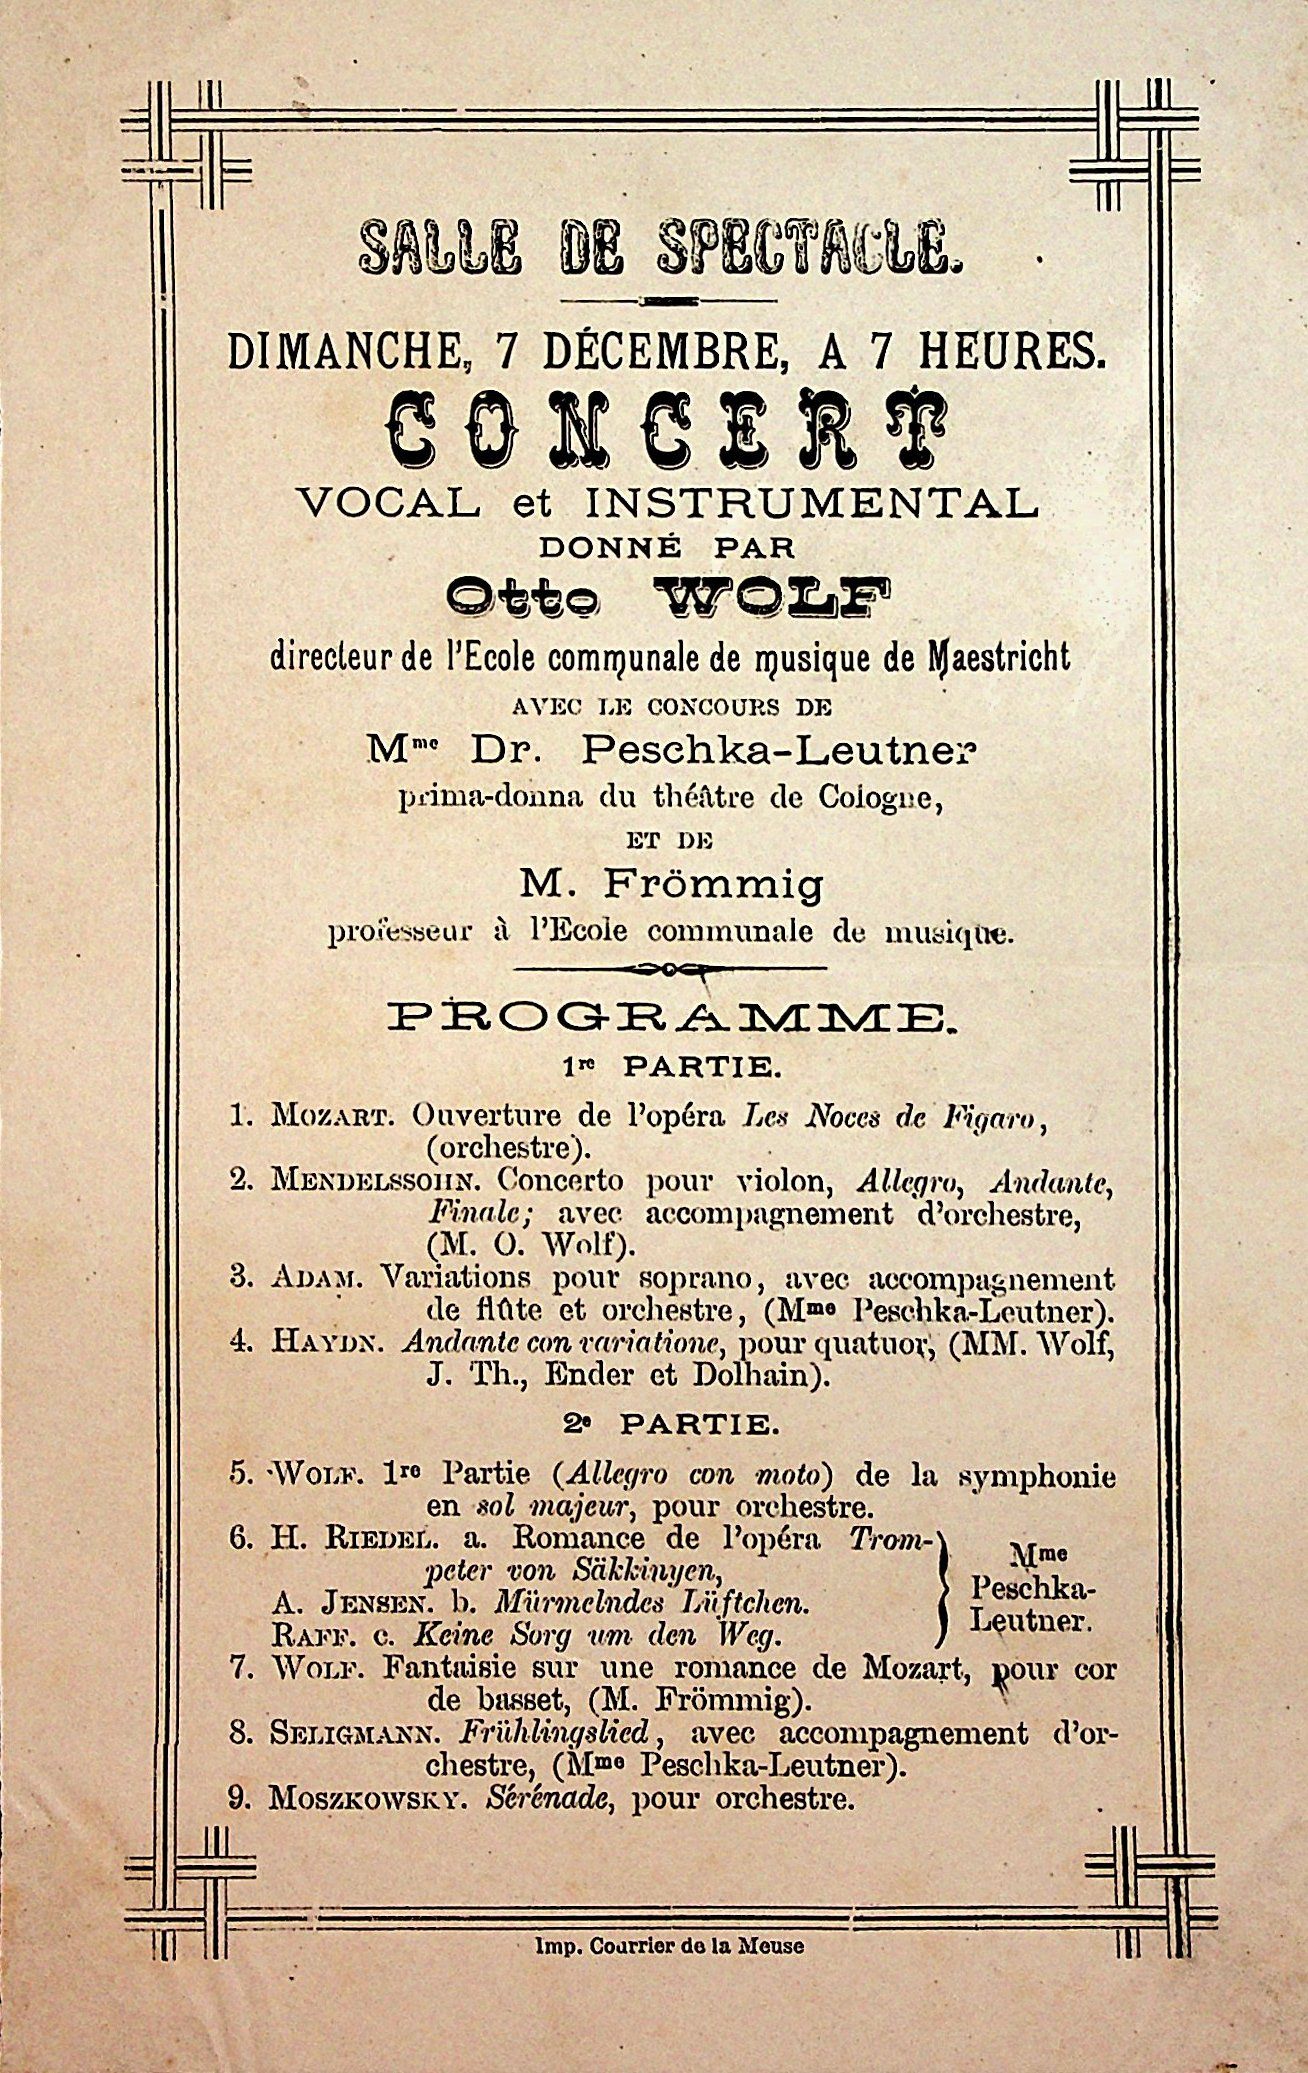 SALLE DE SPECTACLE.
DIMANCHE, 7 DÉCEMBRE, A 7 HEURES.
CONCERT
VOCAL et INSTRUMENTAL
DONNÉ PAR
Otto WOLF
directeur de l'Ecole communale de musique de Maestricht
AVEC LE CONCOURS DE
Mme Dr. Peschka-Leutner
prima-donna du théâtre de Cologne,
ET DE
M. Frömmig
professeur à l'Ecole communale de musique.
PROGRAMME.
1re PARTIE.
1. MOZART. Ouverture de l'opéra Les Noces de Figaro,
(orchestre).
2. MENDELSSOHN. Concerto pour violon, Allegro, Andante,
Finale; avec accompagnement d'orchestre,
(M. O. Wolf).
3. ADAM. Variations pour soprano, avec accompagnement
de flûte et orchestre, (Mme Peschka-Leutner).
4. HAYDN. Andante con variatione, pour quatuor, (MM. Wolf,
J. Th., Ender et Dolhain).
2e PARTIE.
5. WOLF. 1re Partie (Allegro con moto) de la symphonie
en sol majeur, pour orchestre.
6. H. RIEDEL. a. Romance de l'opéra Trom-
peter von Säkkinyen,
A. JENSEN. b. Mürmelndes Lüftchen.
RAFF. c. Keine Sorg um den Weg.
Mme
Peschka-
Leutner.
7. WOLF. Fantaisie sur une romance de Mozart, pour cor
de basset, (M. Frömmig).
8. SELIGMANN. Frühlingslied, avec accompagnement d'or-
chestre, (Mme Peschka-Leutner).
9. MOSZKOWSKY. Sérénade, pour orchestre.
Imp. Courrier de la Meuse